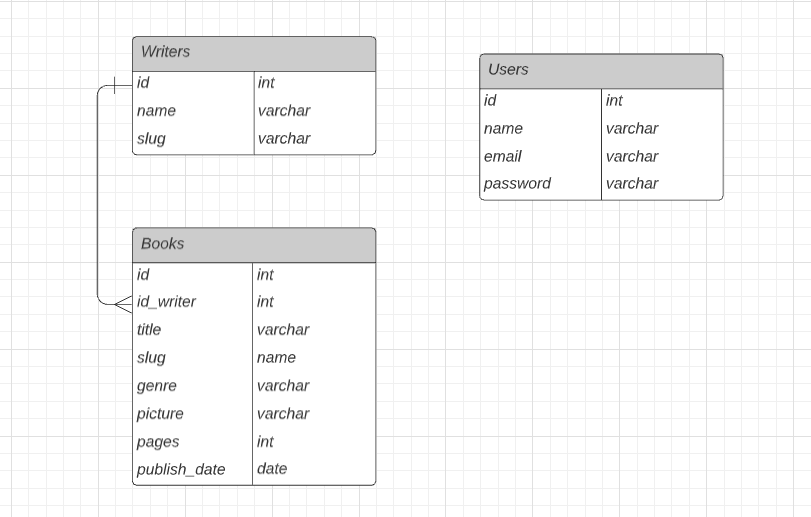 Writers
id int
name varchar
slug varchar
Users
id int
name varchar
email varchar
password varchar
Books
id int
id_writer int
title varchar
slug name
genre varchar
picture varchar
pages int
publish_date date